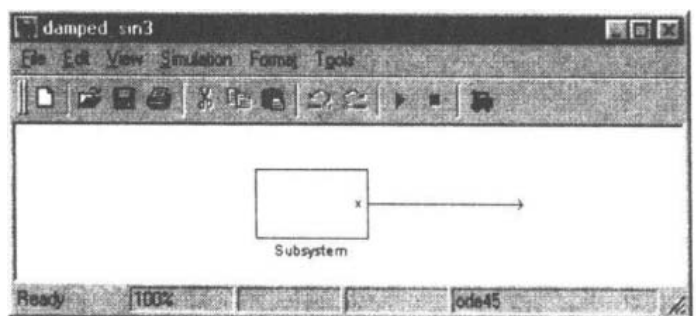 damped_sin3
File Edit View Simulation Format Tools
x
Subsystem
Ready 100% ode45